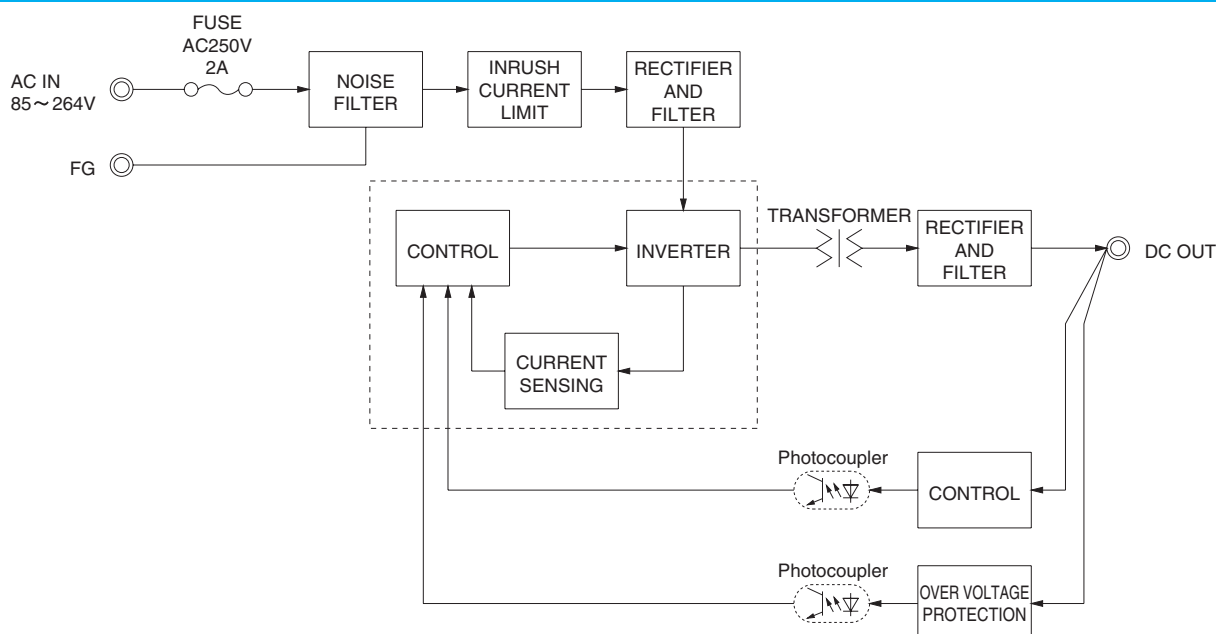 FUSE
AC250V
2A
AC IN
85～264V
FG
NOISE
FILTER
INRUSH
CURRENT
LIMIT
RECTIFIER
AND
FILTER
CONTROL
INVERTER
CURRENT
SENSING
TRANSFORMER
RECTIFIER
AND
FILTER
DC OUT.
Photocoupler
CONTROL
Photocoupler
OVER VOLTAGE
PROTECTION